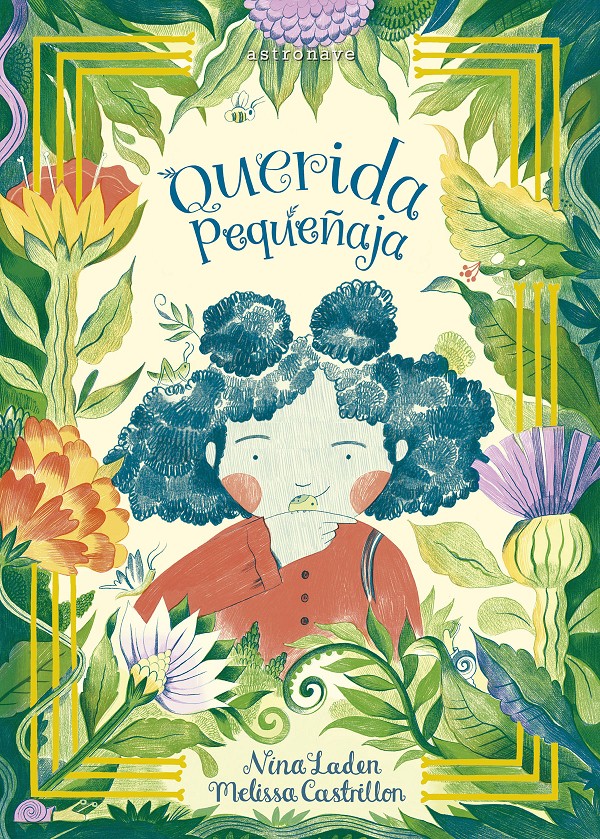 astronave
Querida
Pequeñaja
Nina Laden
Melissa Castrillon